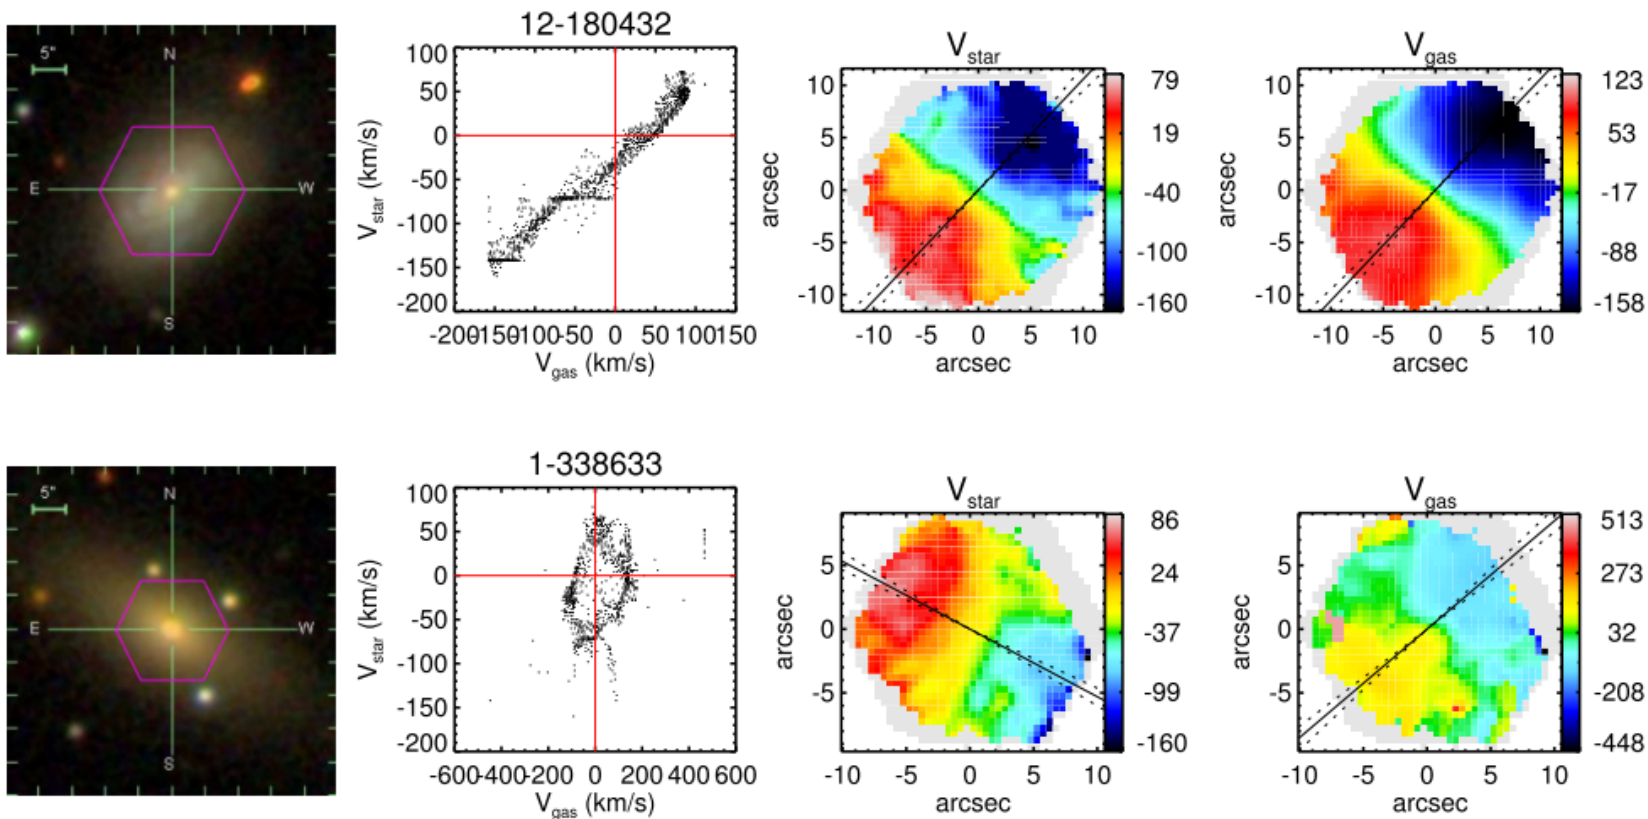 12-180432
5"
N
E
W
S
100
50
0
-50
-100
-150
-200
V_star (km/s)
-200-150-100-50 0 50 100 150
V_gas (km/s)
V_star
10
5
0
-5
-10
arcsec
-10 -5 0 5 10
arcsec
79
19
-40
-100
-160
V_gas
10
5
0
-5
-10
-10 -5 0 5 10
arcsec
123
53
-17
-88
-158
1-338633
5"
N
E
W
S
100
50
0
-50
-100
-150
-200
V_star (km/s)
-600-400-200 0 200 400 600
V_gas (km/s)
V_star
5
0
-5
arcsec
-10 -5 0 5 10
arcsec
86
24
-37
-99
-160
V_gas
5
0
-5
-10 -5 0 5 10
arcsec
513
273
32
-208
-448